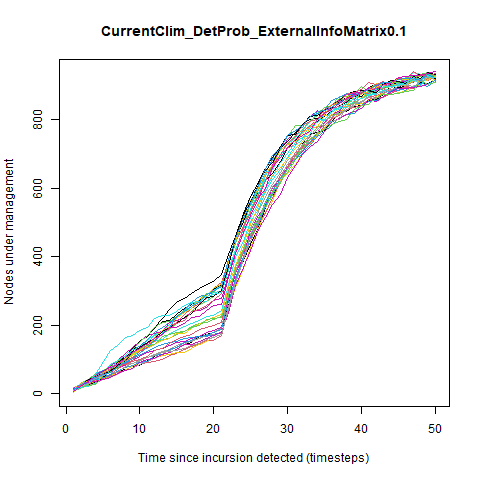 CurrentClim_DetProb_ExternalInfoMatrix0.1
Nodes under management
800
600
400
200
0
0 10 20 30 40 50
Time since incursion detected (timesteps)